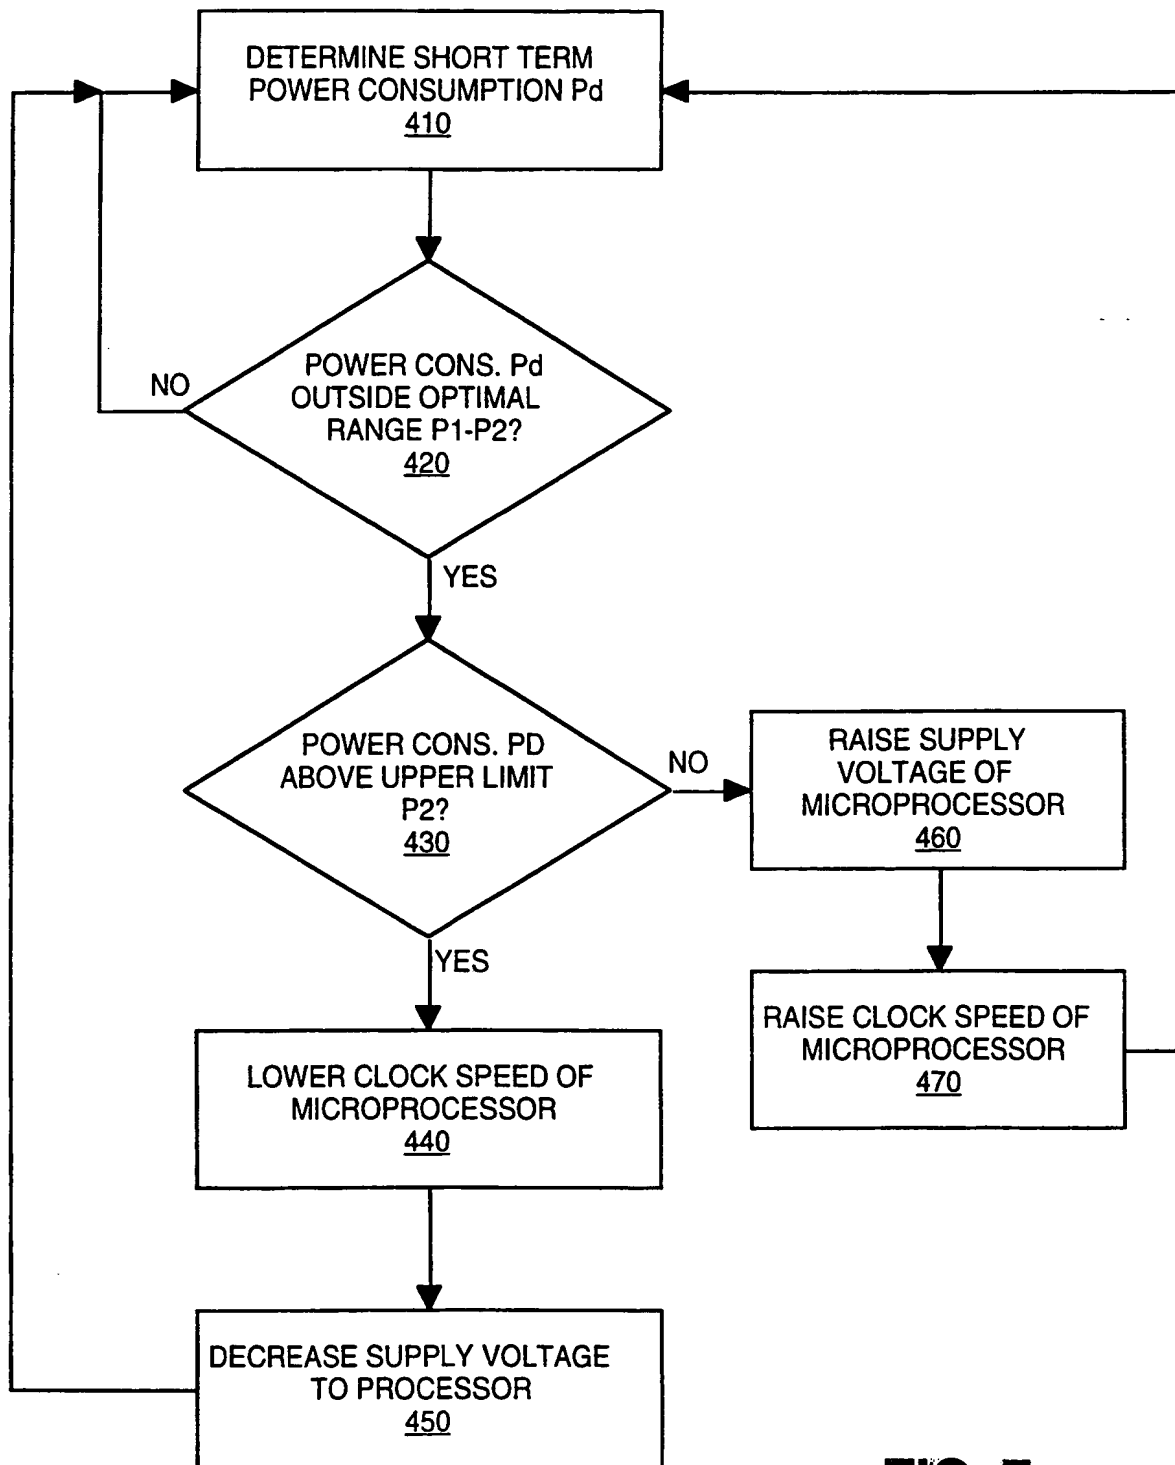 DETERMINE SHORT TERM
POWER CONSUMPTION Pd
410
POWER CONS. Pd
OUTSIDE OPTIMAL
RANGE P1-P2?
420
NO
YES
POWER CONS. PD
ABOVE UPPER LIMIT
P2?
430
NO
RAISE SUPPLY
VOLTAGE OF
MICROPROCESSOR
460
YES
RAISE CLOCK SPEED OF
MICROPROCESSOR
470
LOWER CLOCK SPEED OF
MICROPROCESSOR
440
DECREASE SUPPLY VOLTAGE
TO PROCESSOR
450